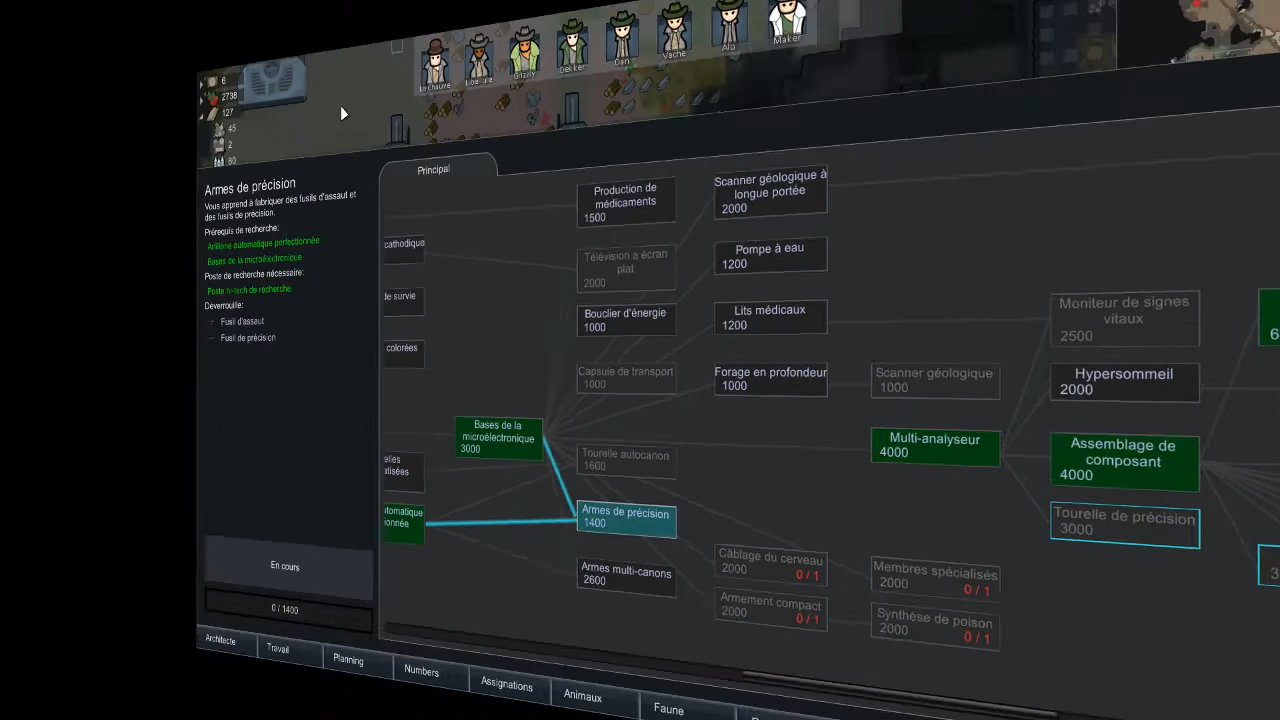 Le Chauve
Grizzly
Dekker
Dan
Vache
Alo
Maker
6
2738
127
45
2
80
Armes de précision
Vous apprend à fabriquer des fusils d'assaut et
des fusils de précision.
Prérequis de recherche:
Artillerie automatique perfectionnée
Bases de la microélectronique
Poste de recherche nécessaire:
Poste hi-tech de recherche
Déverrouille:
Fusil d'assaut
Fusil de précision
En cours
0 / 1400
Principal
cathodique
de survie
colorées
elles
atisées
utomatique
ionnée
Bases de la
microélectronique
3000
Production de
médicaments
1500
Télévision a écran
plat
2000
Bouclier d'énergie
1000
Capsule de transport
1000
Tourelle autocanon
1600
Armes de précision
1400
Armes multi-canons
2600
Scanner géologique à
longue portée
2000
Pompe à eau
1200
Lits médicaux
1200
Forage en profondeur
1000
Câblage du cerveau
2000
0 / 1
Armement compact
2000
0 / 1
Scanner géologique
1000
Multi-analyseur
4000
Membres spécialisés
2000
0 / 1
Synthèse de poison
2000
0 / 1
Moniteur de signes
vitaux
2500
Hypersommeil
2000
Assemblage de
composant
4000
Tourelle de précision
3000
6
3
Architecte
Travail
Planning
Numbers
Assignations
Animaux
Faune